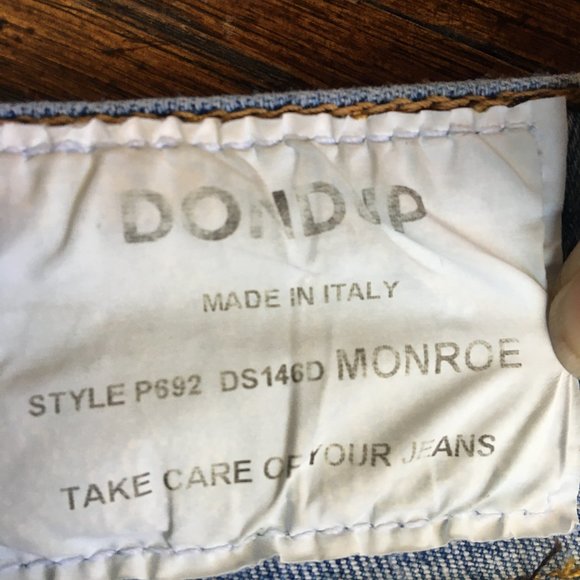 DONDUP
MADE IN ITALY
STYLE P692 DS146D MONROE
TAKE CARE OF YOUR JEANS